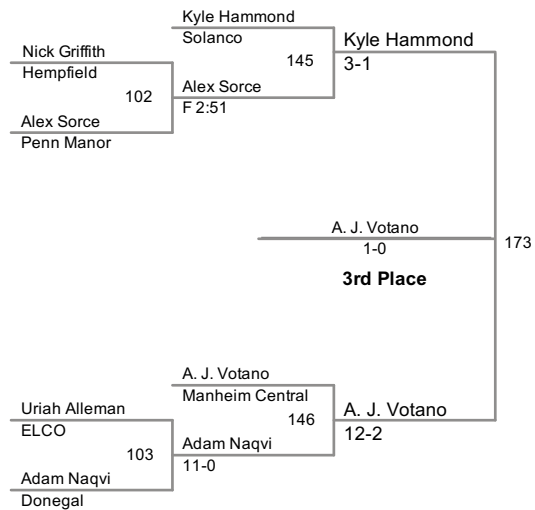 Kyle Hammond
Solanco
145
Kyle Hammond
3-1
Nick Griffith
Hempfield
102
Alex Sorce
F 2:51
Alex Sorce
Penn Manor
A. J. Votano
1-0
173
3rd Place
A. J. Votano
Manheim Central
146
A. J. Votano
12-2
Uriah Alleman
ELCO
103
Adam Naqvi
11-0
Adam Naqvi
Donegal